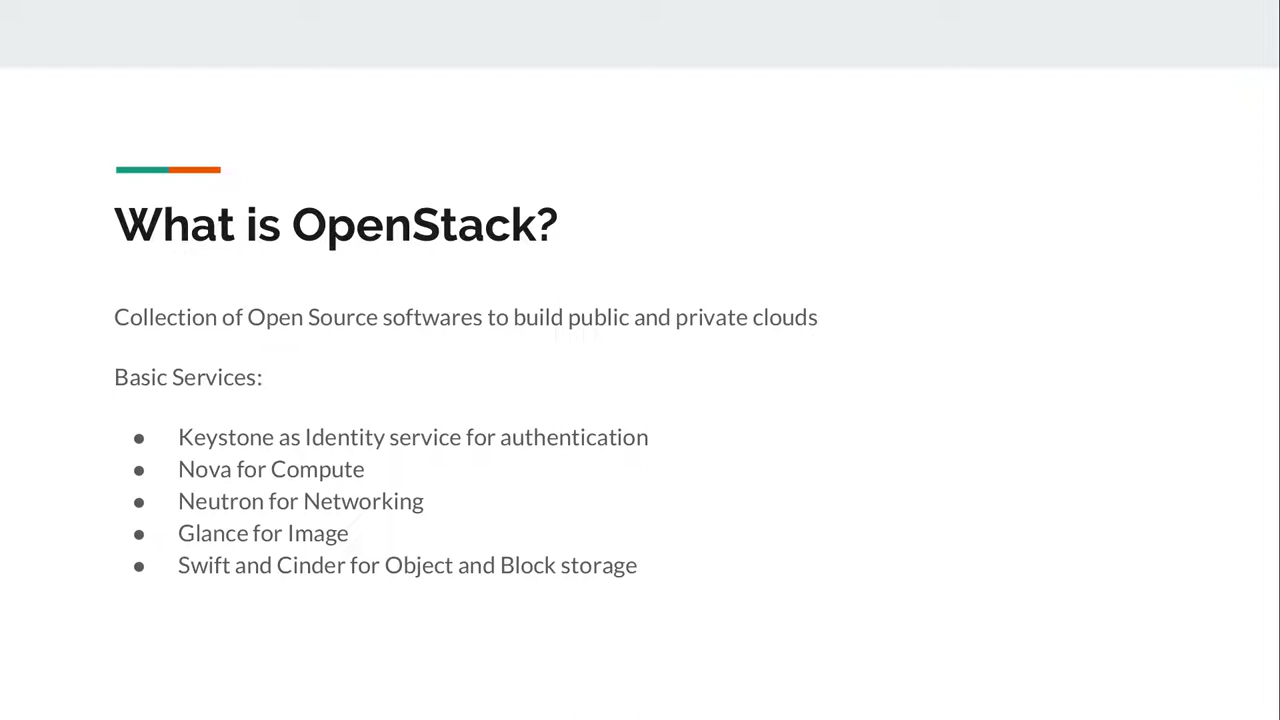 What is OpenStack?
Collection of Open Source softwares to build public and private clouds
Basic Services:
● Keystone as Identity service for authentication
● Nova for Compute
● Neutron for Networking
● Glance for Image
● Swift and Cinder for Object and Block storage